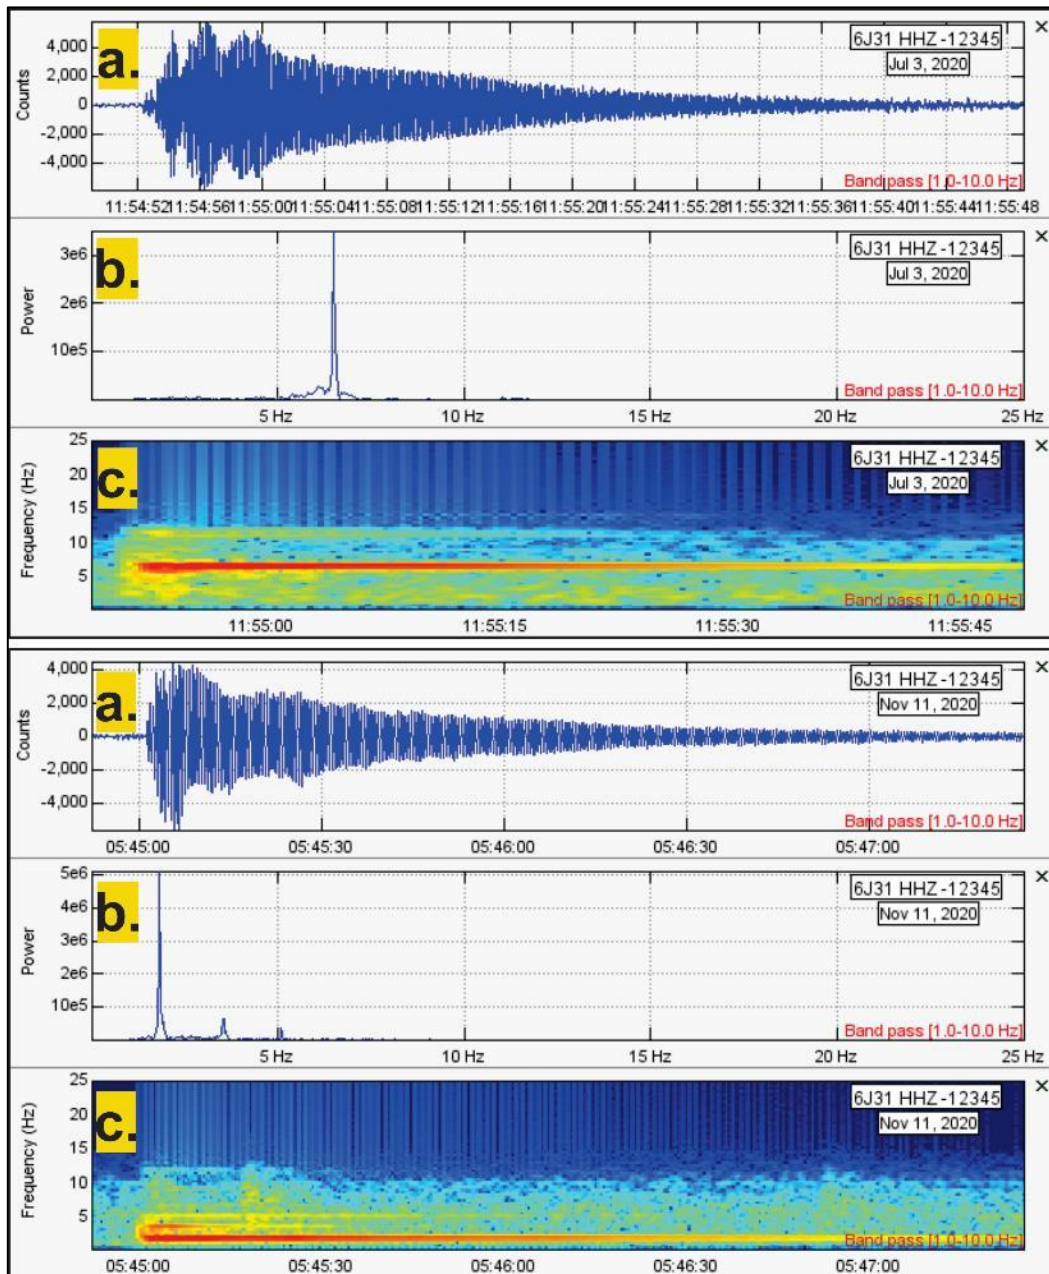 4,000
2,000
0
-2,000
-4,000
Counts
a.
6J31 HHZ -12345
Jul 3, 2020
Band pass [1.0-10.0 Hz]
11:54:52 11:54:56 11:55:00 11:55:04 11:55:08 11:55:12 11:55:16 11:55:20 11:55:24 11:55:28 11:55:32 11:55:36 11:55:40 11:55:44 11:55:48
3e6
2e6
10e5
Power
b.
6J31 HHZ -12345
Jul 3, 2020
Band pass [1.0-10.0 Hz]
5 Hz 10 Hz 15 Hz 20 Hz 25 Hz
25
20
15
10
5
Frequency (Hz)
c.
6J31 HHZ -12345
Jul 3, 2020
Band pass [1.0-10.0 Hz]
11:55:00 11:55:15 11:55:30 11:55:45
4,000
2,000
0
-2,000
-4,000
Counts
a.
6J31 HHZ -12345
Nov 11, 2020
Band pass [1.0-10.0 Hz]
05:45:00 05:45:30 05:46:00 05:46:30 05:47:00
5e6
4e6
3e6
2e6
10e5
Power
b.
6J31 HHZ -12345
Nov 11, 2020
Band pass [1.0-10.0 Hz]
5 Hz 10 Hz 15 Hz 20 Hz 25 Hz
25
20
15
10
5
Frequency (Hz)
c.
6J31 HHZ -12345
Nov 11, 2020
Band pass [1.0-10.0 Hz]
05:45:00 05:45:30 05:46:00 05:46:30 05:47:00